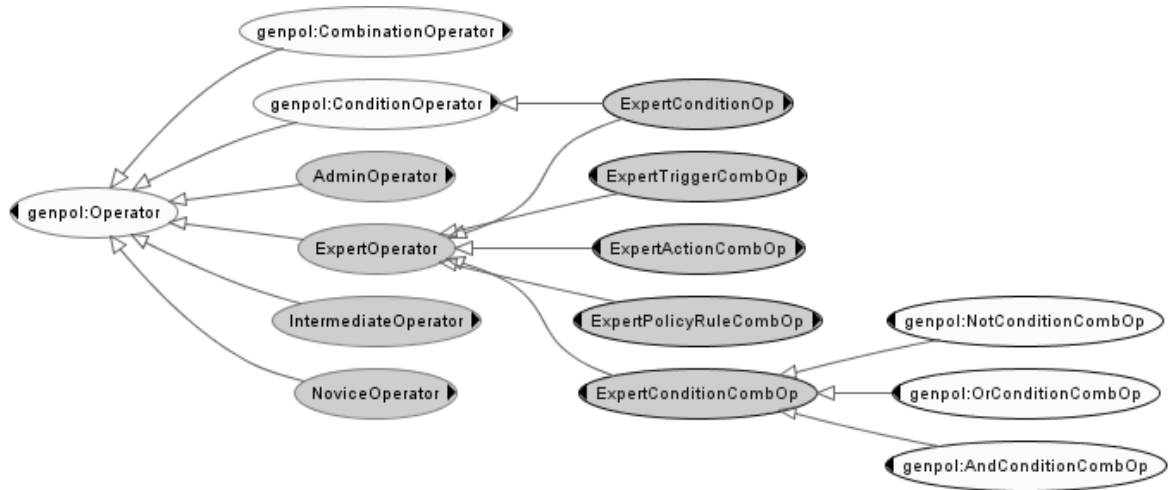 genpol:CombinationOperator
genpol:ConditionOperator
ExpertConditionOp
AdminOperator
ExpertTriggerCombOp
genpol:Operator
ExpertOperator
ExpertActionCombOp
IntermediateOperator
ExpertPolicyRuleCombOp
genpol:NotConditionCombOp
NoviceOperator
ExpertConditionCombOp
genpol:OrConditionCombOp
genpol:AndConditionCombOp